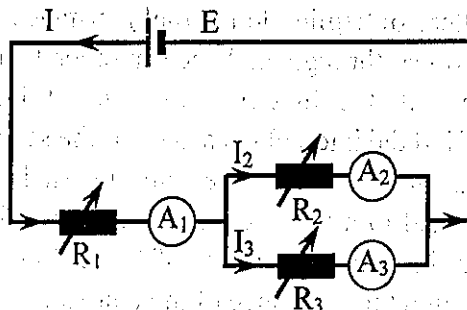 I E
I₂ A₂
R₂
A₁
R₁
I₃ A₃
R₃